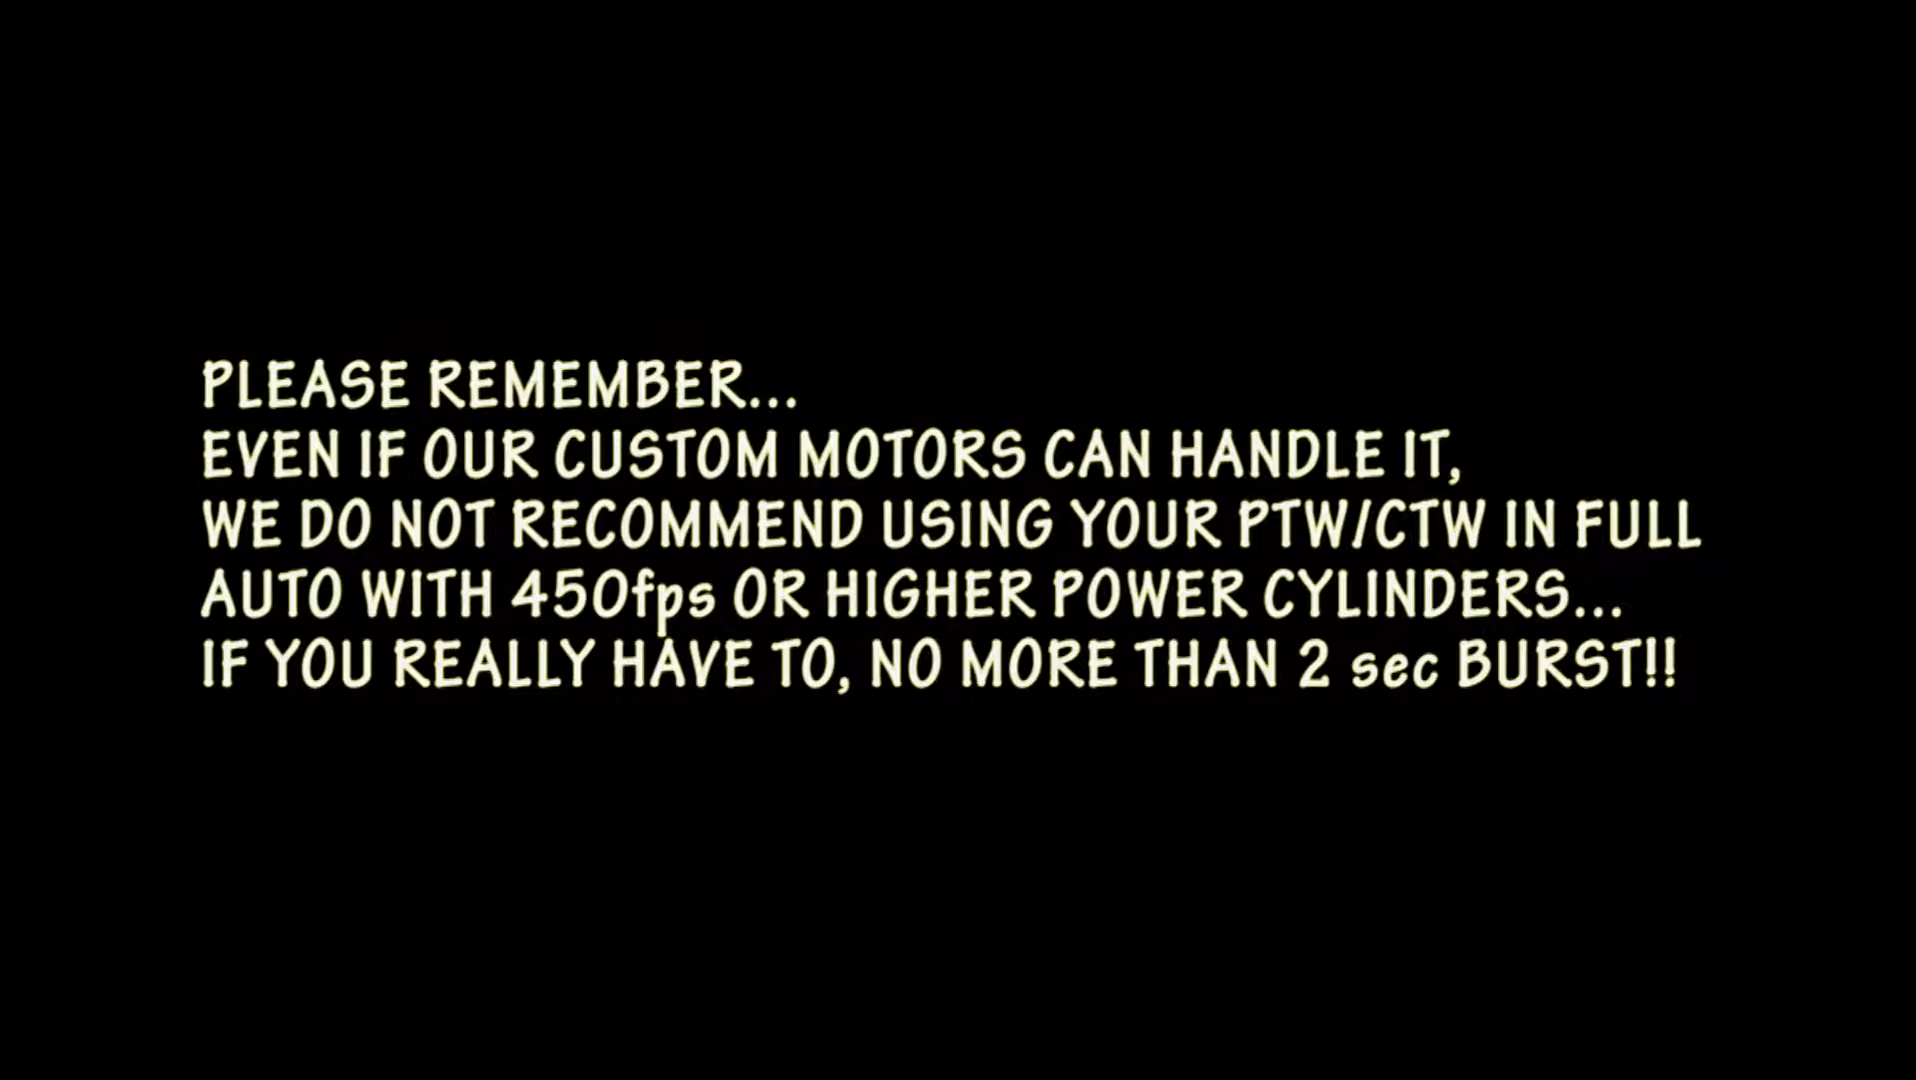 PLEASE REMEMBER...
EVEN IF OUR CUSTOM MOTORS CAN HANDLE IT,
WE DO NOT RECOMMEND USING YOUR PTW/CTW IN FULL
AUTO WITH 450fps OR HIGHER POWER CYLINDERS...
IF YOU REALLY HAVE TO, NO MORE THAN 2 sec BURST!!